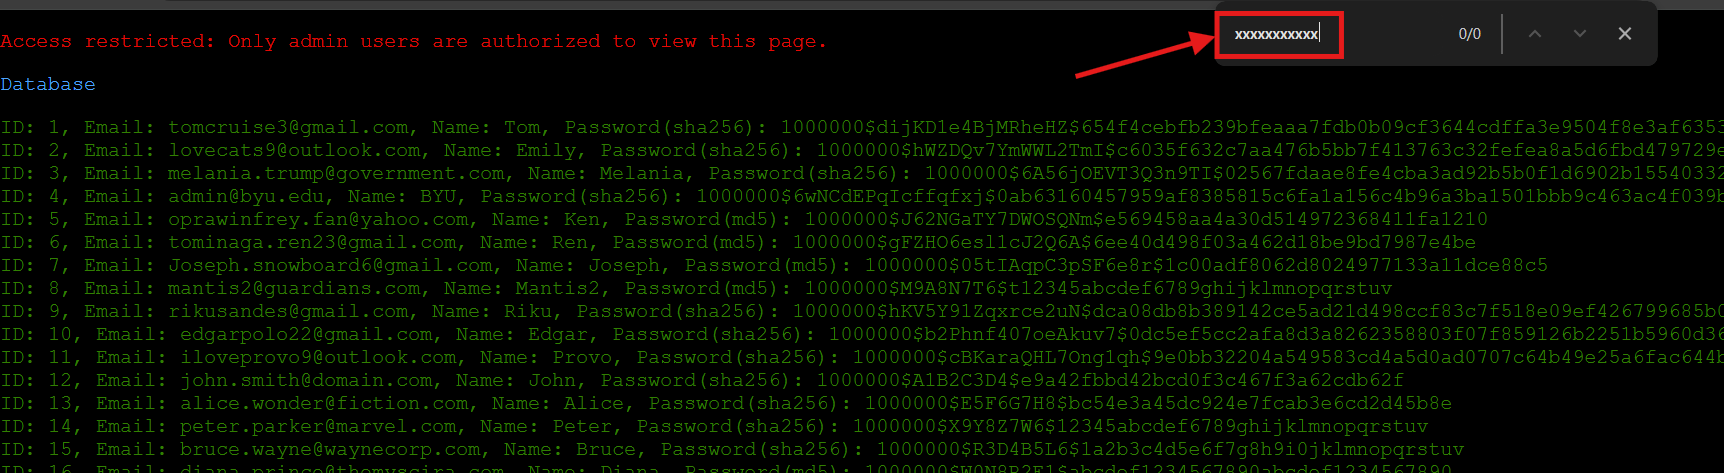 xxxxxxxxxxx 0/0
Access restricted: Only admin users are authorized to view this page.
Database
ID: 1, Email: tomcruise3@gmail.com, Name: Tom, Password(sha256): 1000000$dijKD1e4BjMRheHZ$654f4cebfb239bfeaaa7fdb0b09cf3644cdffa3e9504f8e3af6353
ID: 2, Email: lovecats9@outlook.com, Name: Emily, Password(sha256): 1000000$hWZDQv7YmWWL2TmI$c6035f632c7aa476b5bb7f413763c32fefea8a5d6fbd479729e
ID: 3, Email: melania.trump@government.com, Name: Melania, Password(sha256): 1000000$6A56jOEVT3Q3n9TI$02567fdaae8fe4cba3ad92b5b0f1d6902b15540332
ID: 4, Email: admin@byu.edu, Name: BYU, Password(sha256): 1000000$6wNCdEPqIcffqfxj$0ab63160457959af8385815c6fa1a156c4b96a3ba1501bbb9c463ac4f039b
ID: 5, Email: oprawinfrey.fan@yahoo.com, Name: Ken, Password(md5): 1000000$J62NGaTY7DWOSQNm$e569458aa4a30d514972368411fa1210
ID: 6, Email: tominaga.ren23@gmail.com, Name: Ren, Password(md5): 1000000$gFZHO6esl1cJ2Q6A$6ee40d498f03a462d18be9bd7987e4be
ID: 7, Email: Joseph.snowboard6@gmail.com, Name: Joseph, Password(md5): 1000000$05tIAqpC3pSF6e8r$1c00adf8062d8024977133a11dce88c5
ID: 8, Email: mantis2@guardians.com, Name: Mantis2, Password(md5): 1000000$M9A8N7T6$t12345abcdef6789ghijklmnopqrstuv
ID: 9, Email: rikusandes@gmail.com, Name: Riku, Password(sha256): 1000000$hKV5Y91Zqxrce2uN$dca08db8b389142ce5ad21d498ccf83c7f518e09ef426799685b0
ID: 10, Email: edgarpolo22@gmail.com, Name: Edgar, Password(sha256): 1000000$b2Phnf407oeAkuv7$0dc5ef5cc2afa8d3a8262358803f07f859126b2251b5960d36
ID: 11, Email: iloveprovo9@outlook.com, Name: Provo, Password(sha256): 1000000$cBKaraQHL7Ong1qh$9e0bb32204a549583cd4a5d0ad0707c64b49e25a6fac644b
ID: 12, Email: john.smith@domain.com, Name: John, Password(sha256): 1000000$A1B2C3D4$e9a42fbbd42bcd0f3c467f3a62cdb62f
ID: 13, Email: alice.wonder@fiction.com, Name: Alice, Password(sha256): 1000000$E5F6G7H8$bc54e3a45dc924e7fcab3e6cd2d45b8e
ID: 14, Email: peter.parker@marvel.com, Name: Peter, Password(sha256): 1000000$X9Y8Z7W6$12345abcdef6789ghijklmnopqrstuv
ID: 15, Email: bruce.wayne@waynecorp.com, Name: Bruce, Password(sha256): 1000000$R3D4B5L6$1a2b3c4d5e6f7g8h9i0jklmnopqrstuv
ID: 16, Email: Name: Diana, Password(sha256):